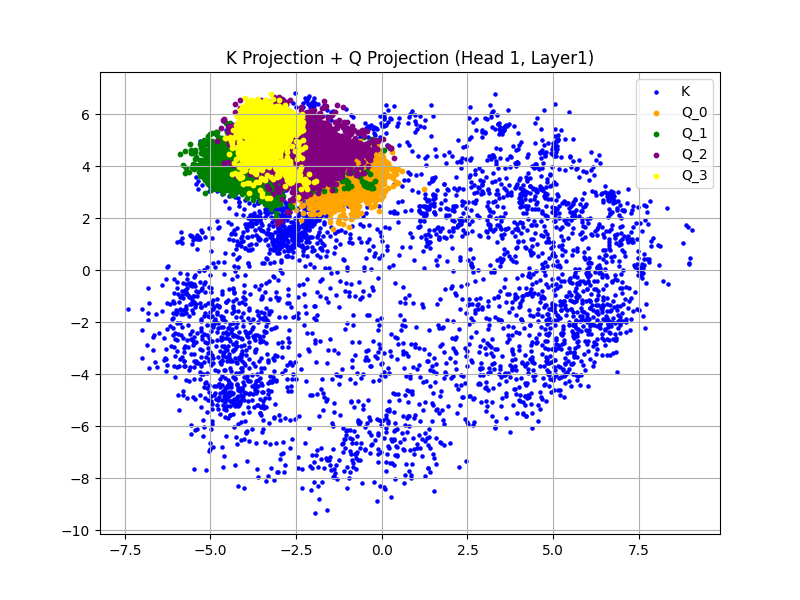 K Projection + Q Projection (Head 1, Layer1)
K
Q_0
Q_1
Q_2
Q_3
6
4
2
0
−2
−4
−6
−8
−10
−7.5 −5.0 −2.5 0.0 2.5 5.0 7.5